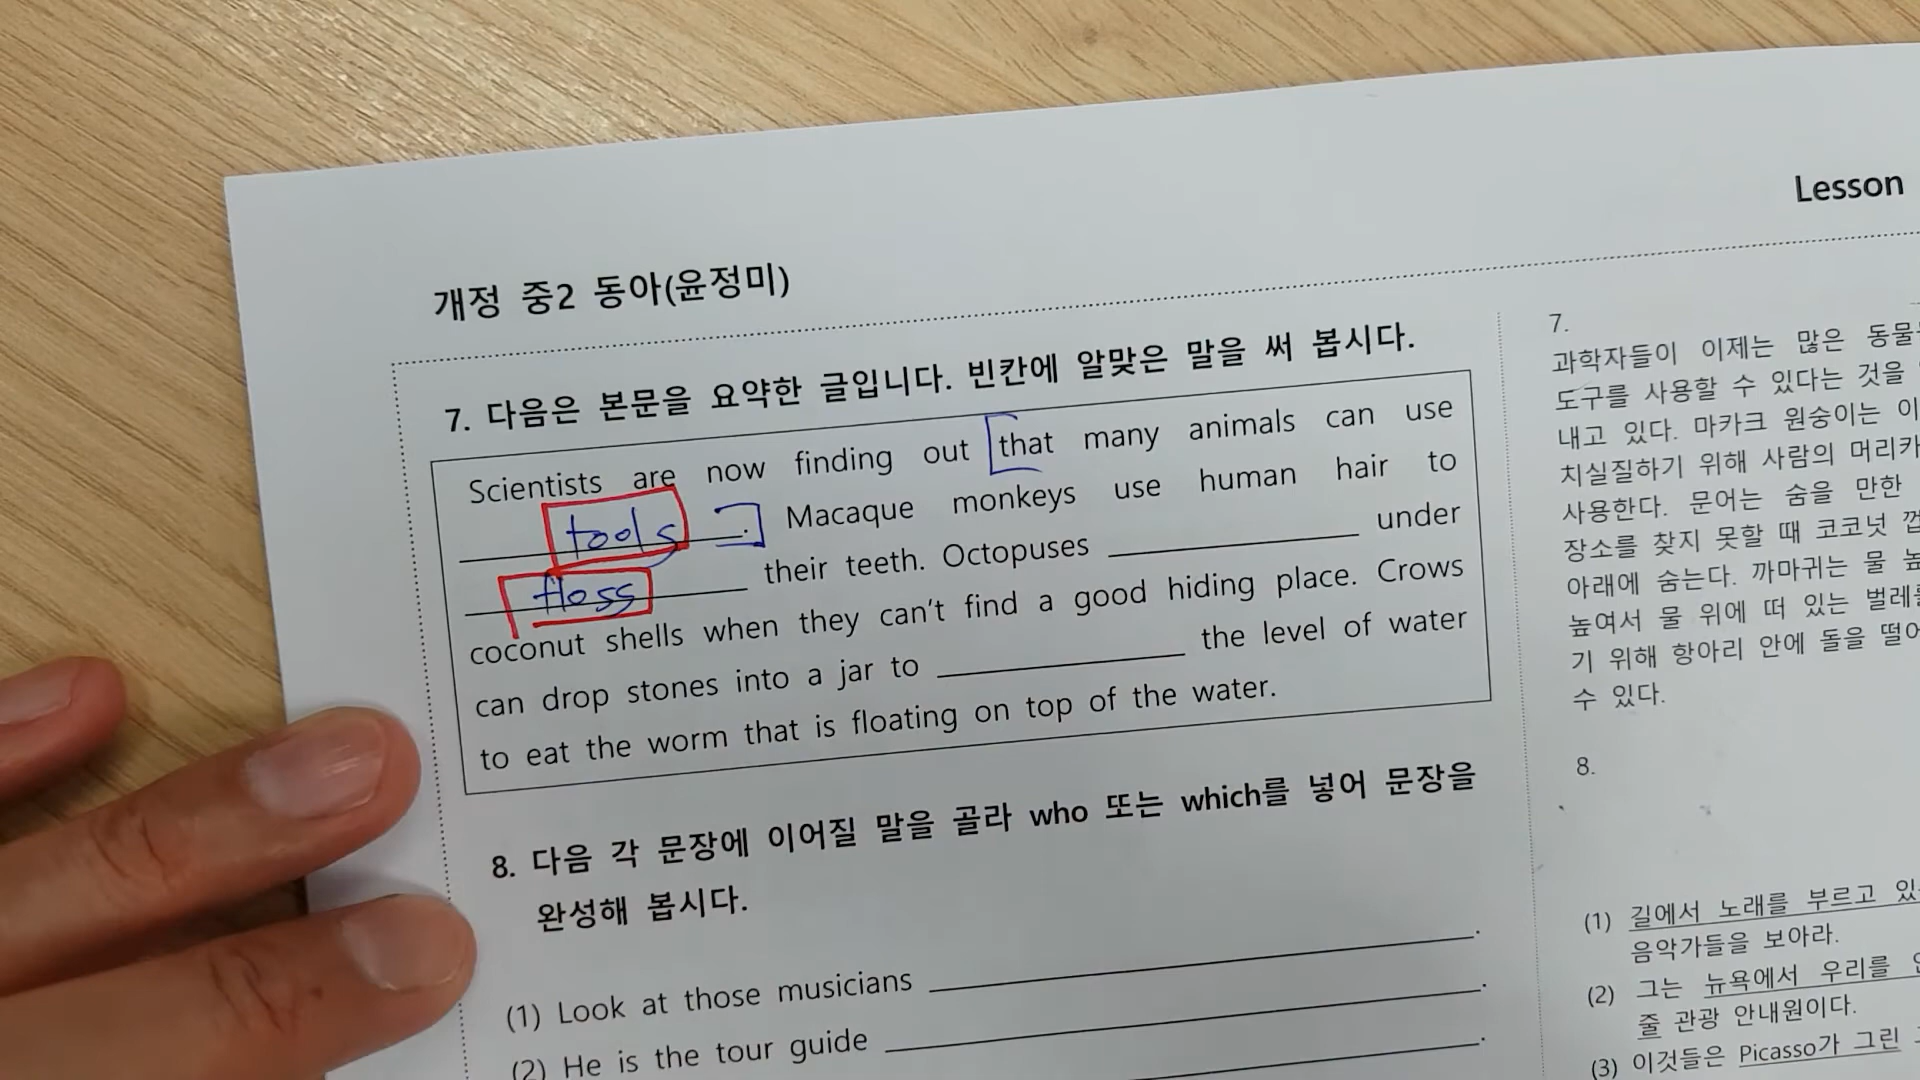 Lesson
개정 중2 동아(윤정미)
7. 다음은 본문을 요약한 글입니다. 빈칸에 알맞은 말을 써 봅시다.
Scientists are now finding out that many animals can use
tools . Macaque monkeys use human hair to
floss their teeth. Octopuses under
coconut shells when they can't find a good hiding place. Crows
can drop stones into a jar to the level of water
to eat the worm that is floating on top of the water.
8. 다음 각 문장에 이어질 말을 골라 who 또는 which를 넣어 문장을
완성해 봅시다.
(1) Look at those musicians .
(2) He is the tour guide .
.
7.
과학자들이 이제는 많은
도구를 사용할 수 있다는 것을
내고 있다. 마카크 원숭이는
치실질하기 위해 사람의
사용한다. 문어는 숨을 만한
장소를 찾지 못할 때 코코넛
아래에 숨는다. 까마귀는 물
높여서 물 위에 떠 있는
기 위해 항아리 안에 돌을
수 있다.
8.
(1) 길에서 노래를 부르고
음악가들을 보아라.
(2) 그는 뉴욕에서 우리를
줄 관광 안내원이다.
(3) 이것들은 Picasso가 그린